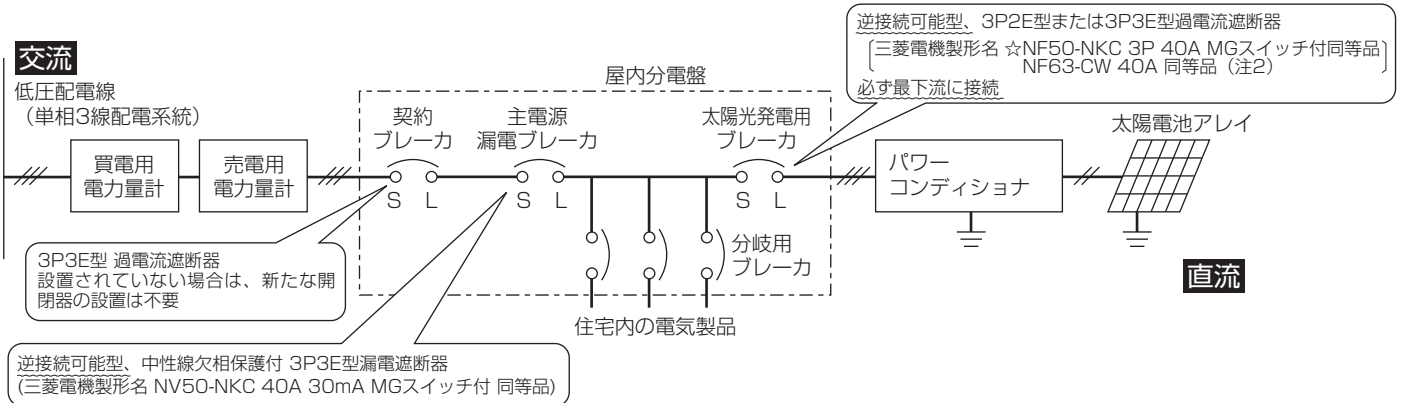 逆接続可能型、3P2E型または3P3E型過電流遮断器
三菱電機製形名 ☆NF50-NKC 3P 40A MGスイッチ付同等品
NF63-CW 40A 同等品（注2）
必ず最下流に接続
交流
低圧配電線
（単相3線配電系統）
屋内分電盤
契約
ブレーカ
主電源
漏電ブレーカ
太陽光発電用
ブレーカ
太陽電池アレイ
買電用
電力量計
売電用
電力量計
パワー
コンディショナ
S L
S L
S L
分岐用
ブレーカ
3P3E型 過電流遮断器
設置されていない場合は、新たな開
閉器の設置は不要
直流
住宅内の電気製品
逆接続可能型、中性線欠相保護付 3P3E型漏電遮断器
(三菱電機製形名 NV50-NKC 40A 30mA MGスイッチ付 同等品)